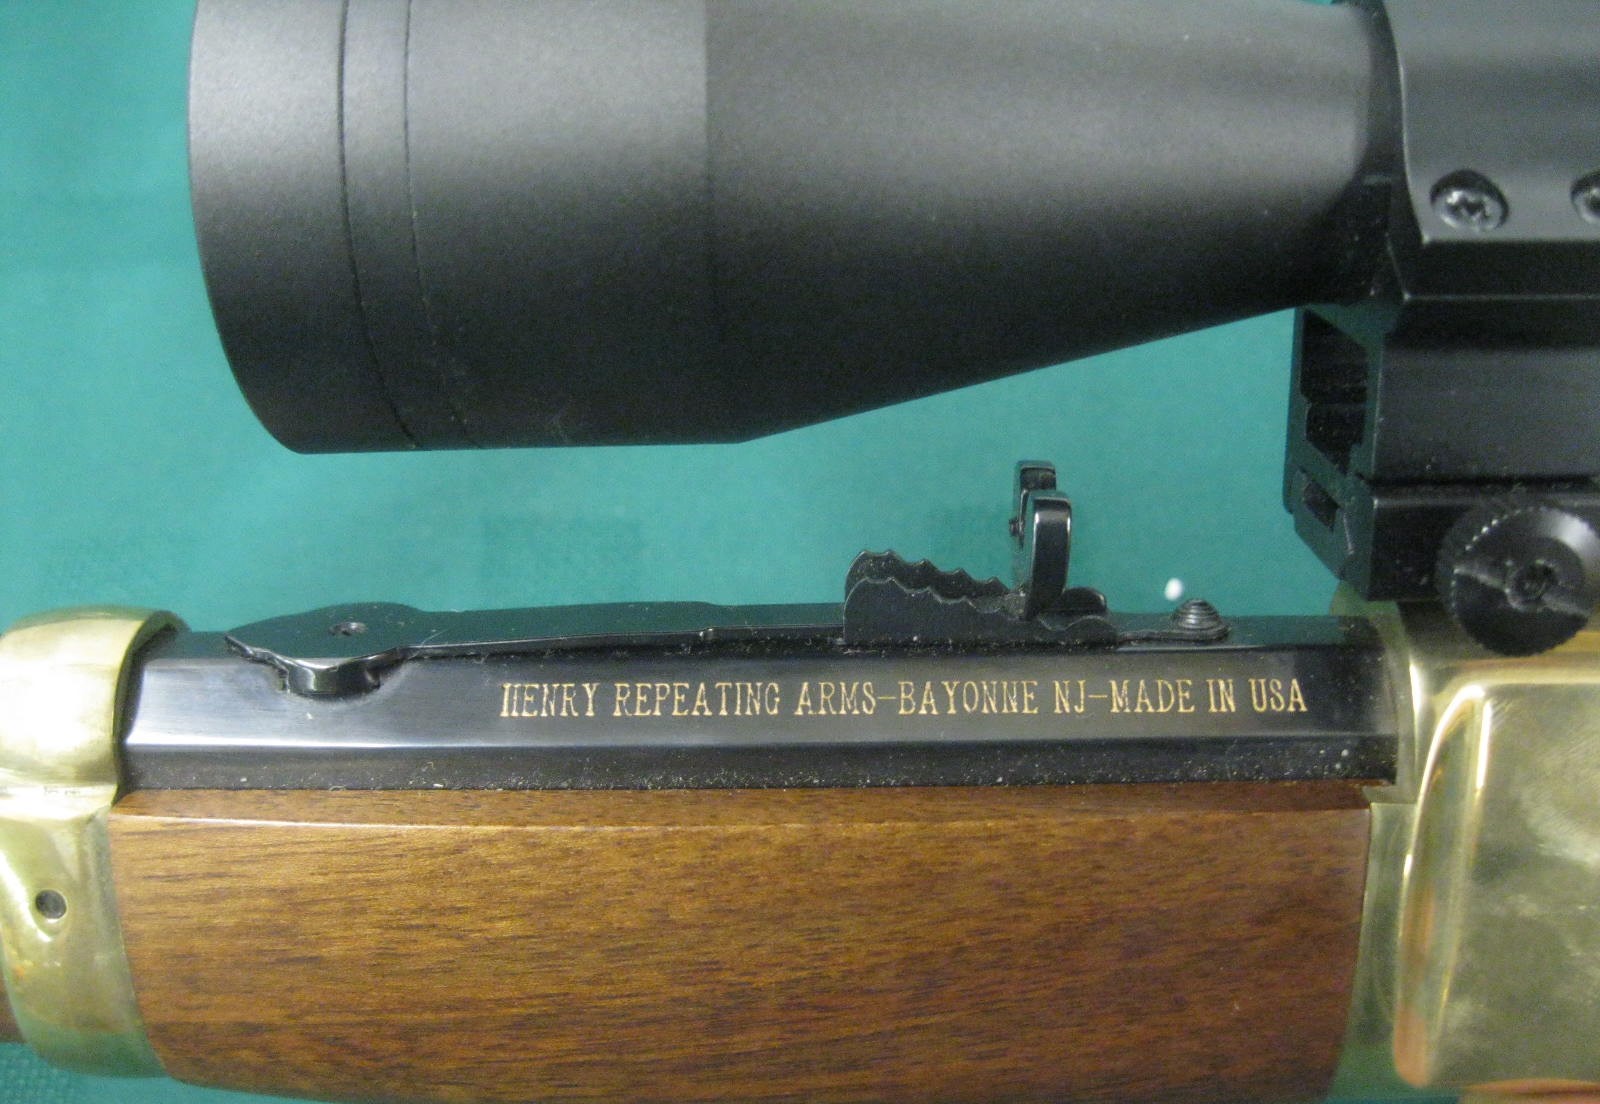 HENRY REPEATING ARMS-BAYONNE NJ-MADE IN USA